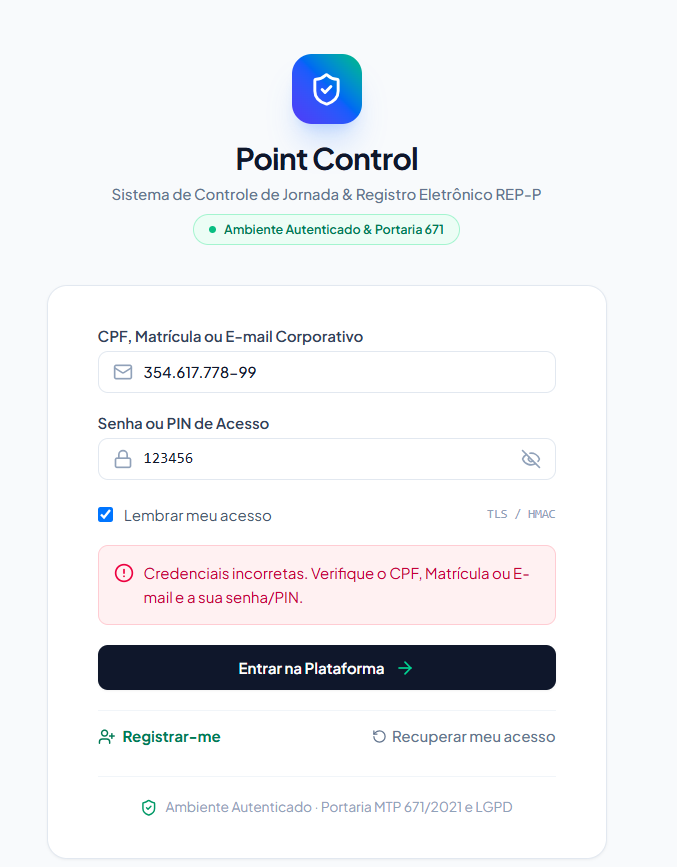 Point Control
Sistema de Controle de Jornada & Registro Eletrônico REP-P
Ambiente Autenticado & Portaria 671
CPF, Matrícula ou E-mail Corporativo
354.617.778-99
Senha ou PIN de Acesso
123456
Lembrar meu acesso
TLS / HMAC
Credenciais incorretas. Verifique o CPF, Matrícula ou E-
mail e a sua senha/PIN.
Entrar na Plataforma
Registrar-me
Recuperar meu acesso
Ambiente Autenticado · Portaria MTP 671/2021 e LGPD